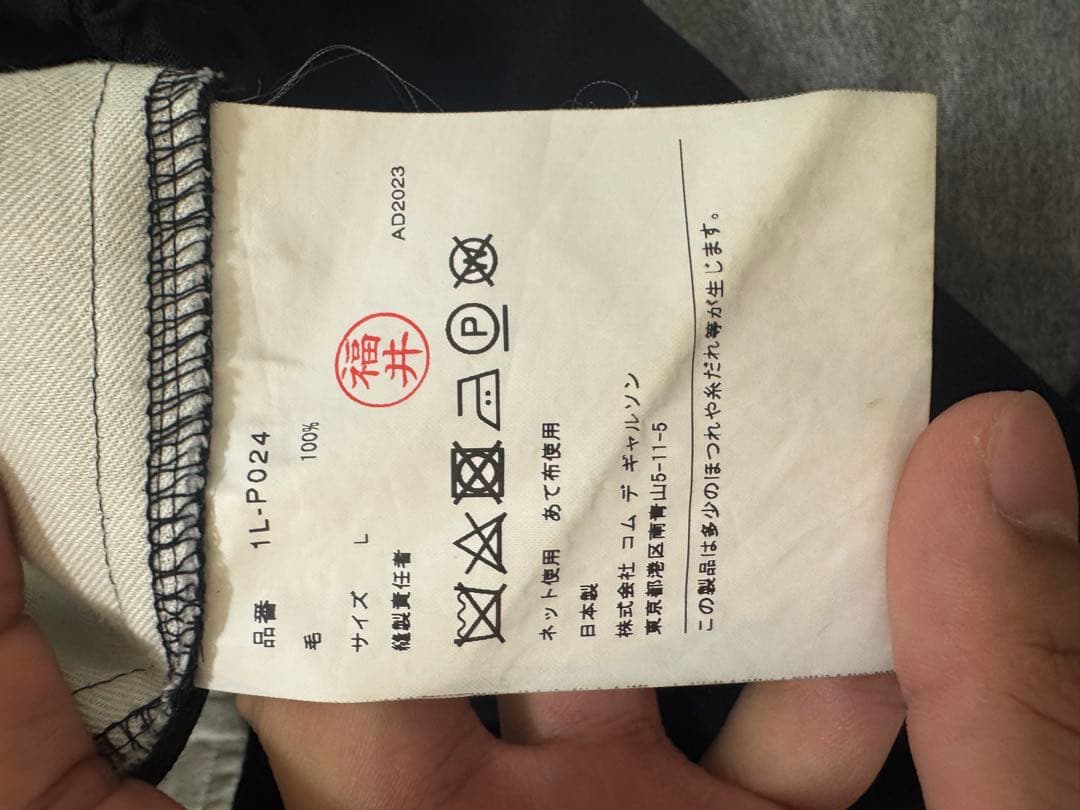 品番 1L-P024
毛 100%
サイズ L
縫製責任者 福井 AD2023
P W
ネット使用 あて布使用
日本製
株式会社 コム デ ギャルソン
東京都港区南青山5-11-5
この製品は多少のほつれや糸だれ等が生じます。